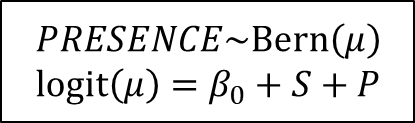 PRESENCE~Bern(μ)
logit(μ) = β₀ + S + P